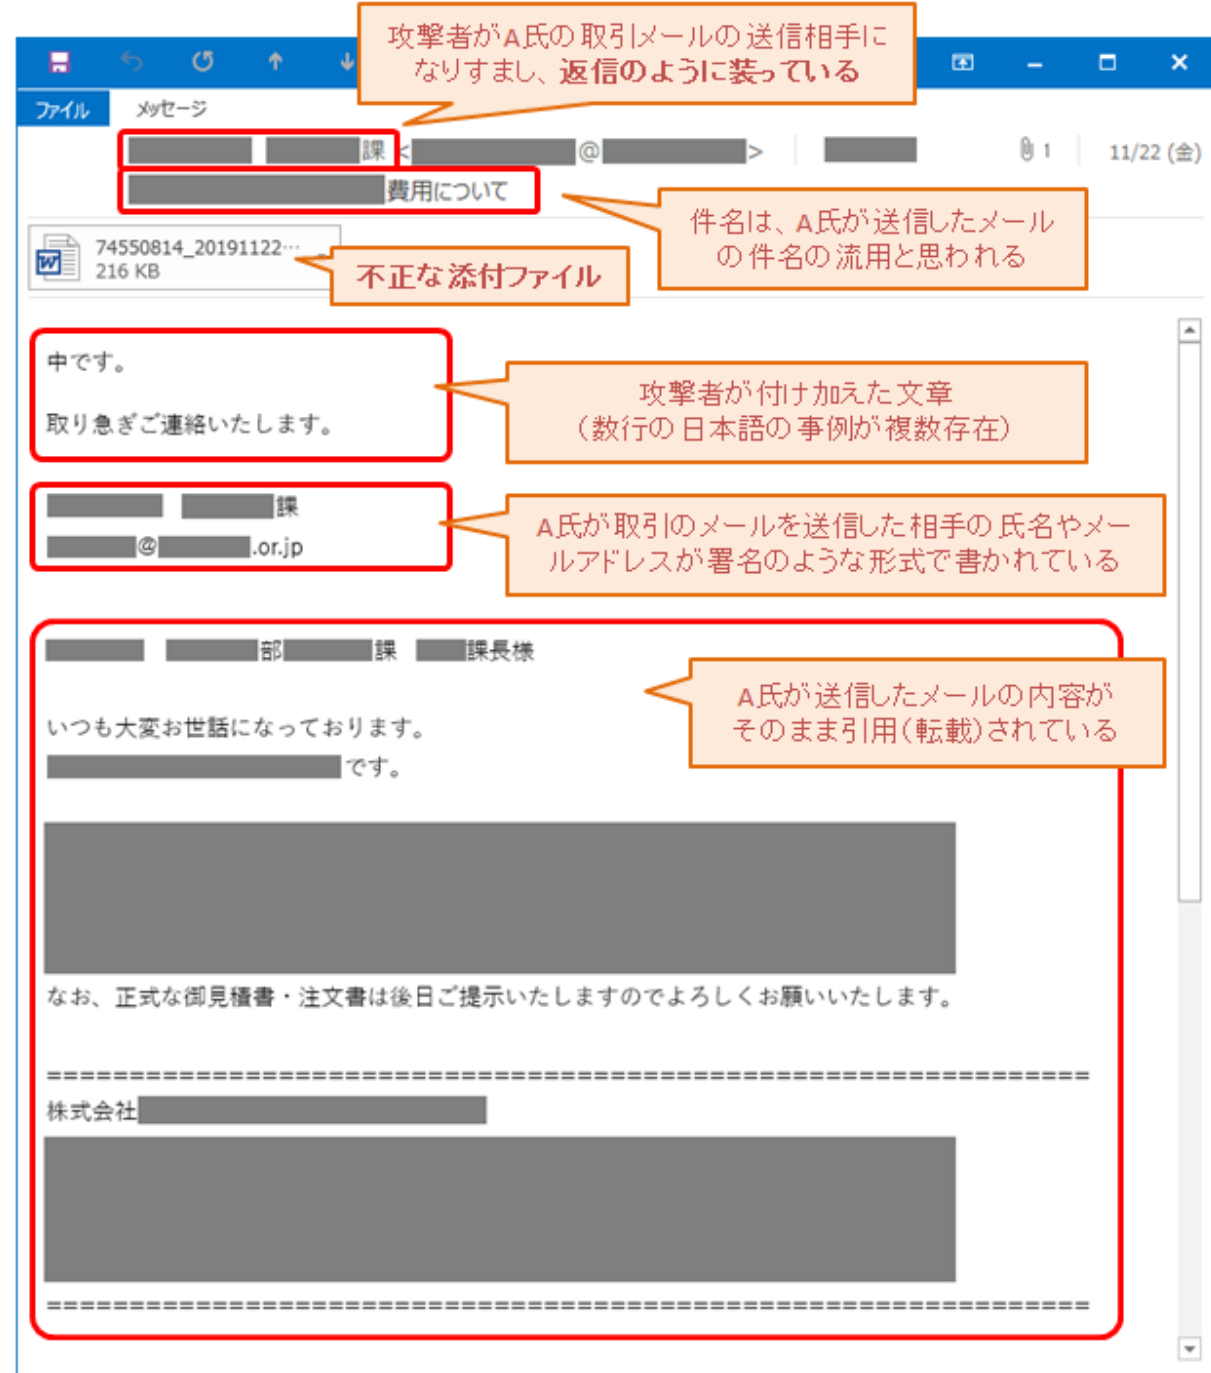 攻撃者がA氏の取引メールの送信相手に
なりすまし、返信のように装っている
ファイル メッセージ
課 < @ > 1 11/22 (金)
費用について
件名は、A氏が送信したメール
の件名の流用と思われる
74550814_20191122…
216 KB
不正な添付ファイル
中です。
取り急ぎご連絡いたします。
攻撃者が付け加えた文章
(数行の日本語の事例が複数存在)
課
@ .or.jp
A氏が取引のメールを送信した相手の氏名やメー
ルアドレスが署名のような形式で書かれている
部 課 課長様
A氏が送信したメールの内容が
そのまま引用(転載)されている
いつも大変お世話になっております。
です。
なお、正式な御見積書・注文書は後日ご提示いたしますのでよろしくお願いいたします。
===============================================================
株式会社
===============================================================